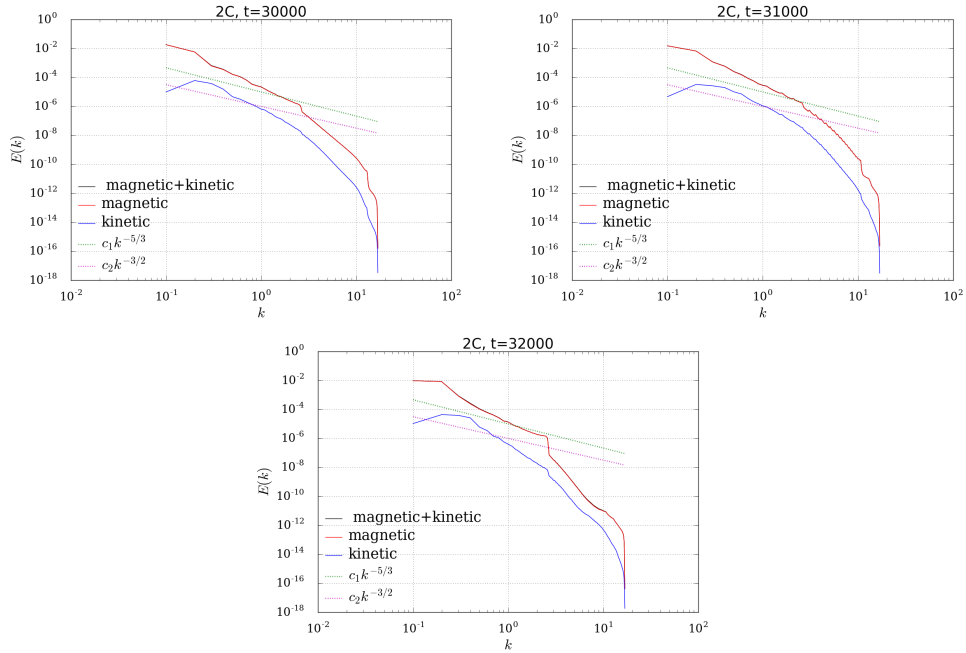 2C, t=30000
10^0
10^-2
10^-4
10^-6
10^-8
10^-10
10^-12
10^-14
10^-16
10^-18
E(k)
magnetic+kinetic
magnetic
kinetic
c_1k^{-5/3}
c_2k^{-3/2}
10^-2
10^-1
10^0
10^1
10^2
k
2C, t=31000
10^0
10^-2
10^-4
10^-6
10^-8
10^-10
10^-12
10^-14
10^-16
10^-18
E(k)
magnetic+kinetic
magnetic
kinetic
c_1k^{-5/3}
c_2k^{-3/2}
10^-2
10^-1
10^0
10^1
10^2
k
2C, t=32000
10^0
10^-2
10^-4
10^-6
10^-8
10^-10
10^-12
10^-14
10^-16
10^-18
E(k)
magnetic+kinetic
magnetic
kinetic
c_1k^{-5/3}
c_2k^{-3/2}
10^-2
10^-1
10^0
10^1
10^2
k